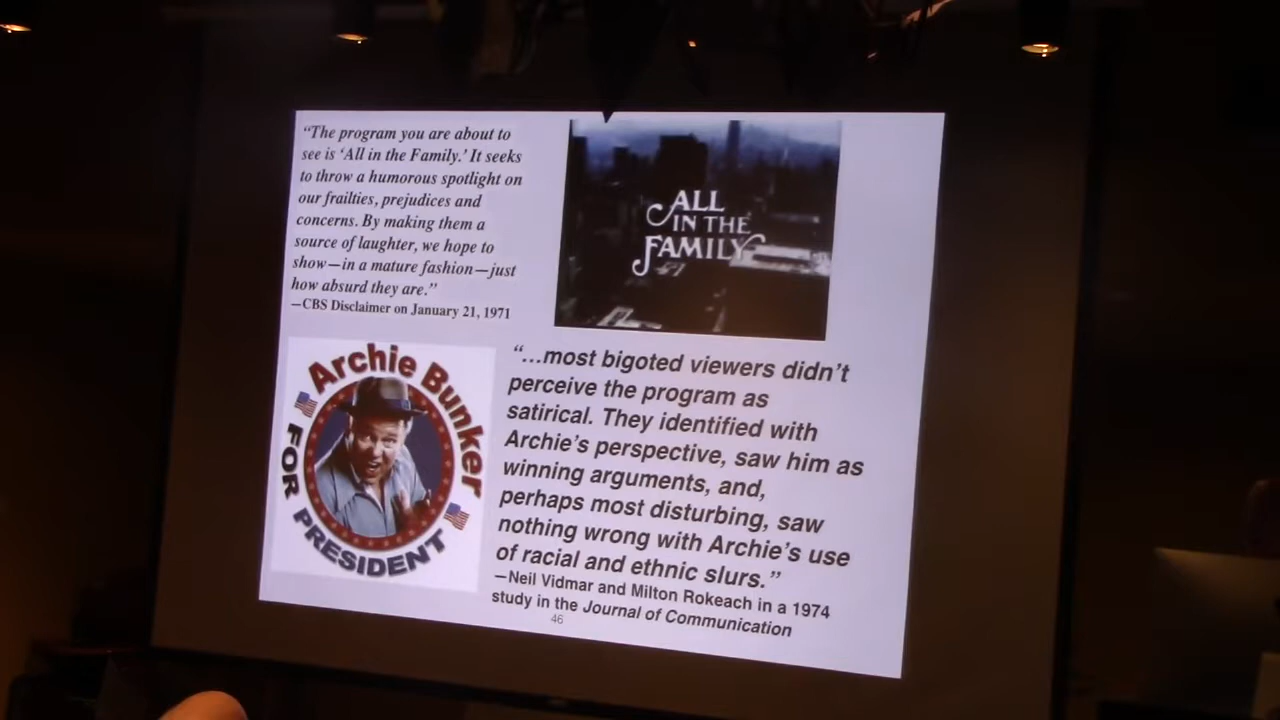 “The program you are about to
see is ‘All in the Family.’ It seeks
to throw a humorous spotlight on
our frailties, prejudices and
concerns. By making them a
source of laughter, we hope to
show—in a mature fashion—just
how absurd they are.”
—CBS Disclaimer on January 21, 1971
ALL
IN THE
FAMILY
Archie Bunker
FOR
PRESIDENT
“...most bigoted viewers didn’t
perceive the program as
satirical. They identified with
Archie’s perspective, saw him as
winning arguments, and,
perhaps most disturbing, saw
nothing wrong with Archie’s use
of racial and ethnic slurs.”
—Neil Vidmar and Milton Rokeach in a 1974
study in the Journal of Communication
46